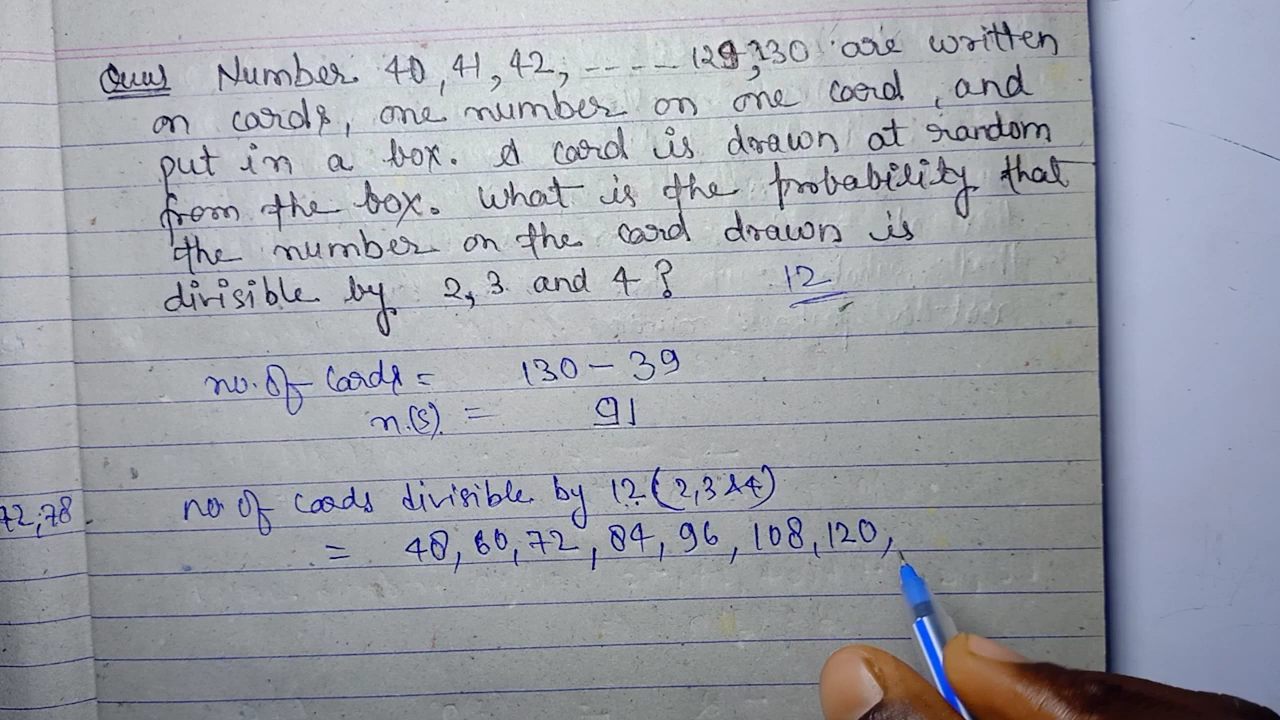 Ques Number 40, 41, 42, ---- 129, 130 are written
on cards, one number on one card, and
put in a box. A card is drawn at random
from the box. What is the probability that
the number on the card drawn is
divisible by 2, 3 and 4? 12
no. of Cards = 130 - 39
n.(S) = 91
72, 78
no of cards divisible by 12 (2, 3 & 4)
= 48, 60, 72, 84, 96, 108, 120,